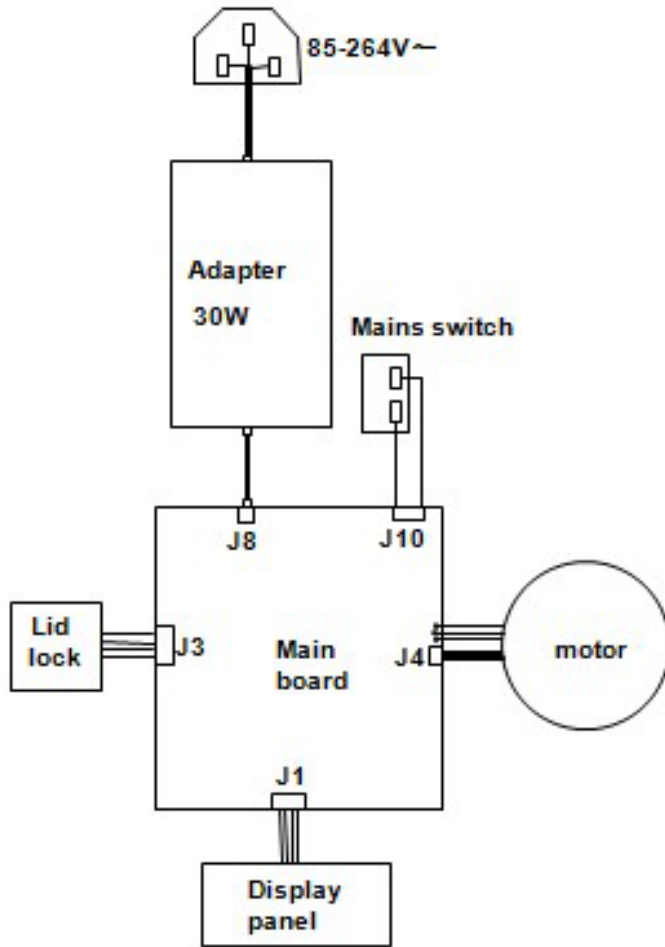 85-264V~
Adapter
30W
Mains switch
J8
J10
Lid
lock
J3
Main
board
J4
motor
J1
Display
panel